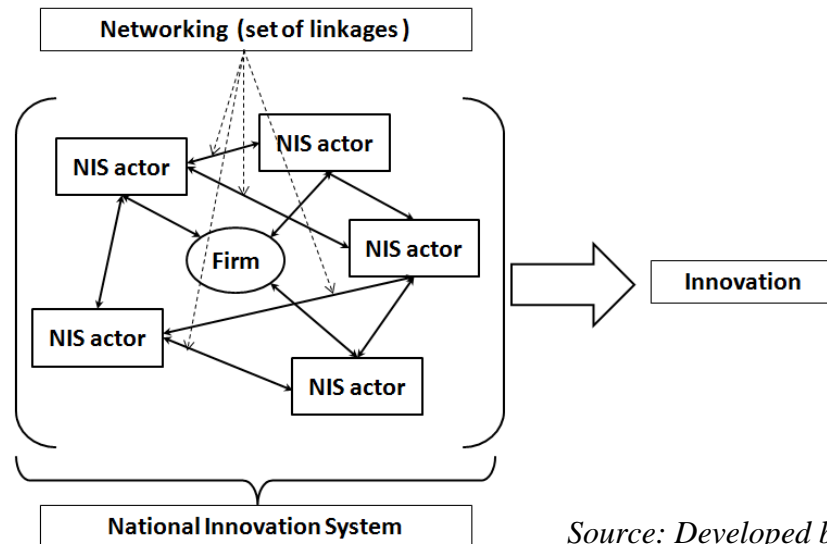 Networking (set of linkages )
NIS actor
NIS actor
NIS actor
Firm
Innovation
NIS actor
NIS actor
National Innovation System
Source: Developed b